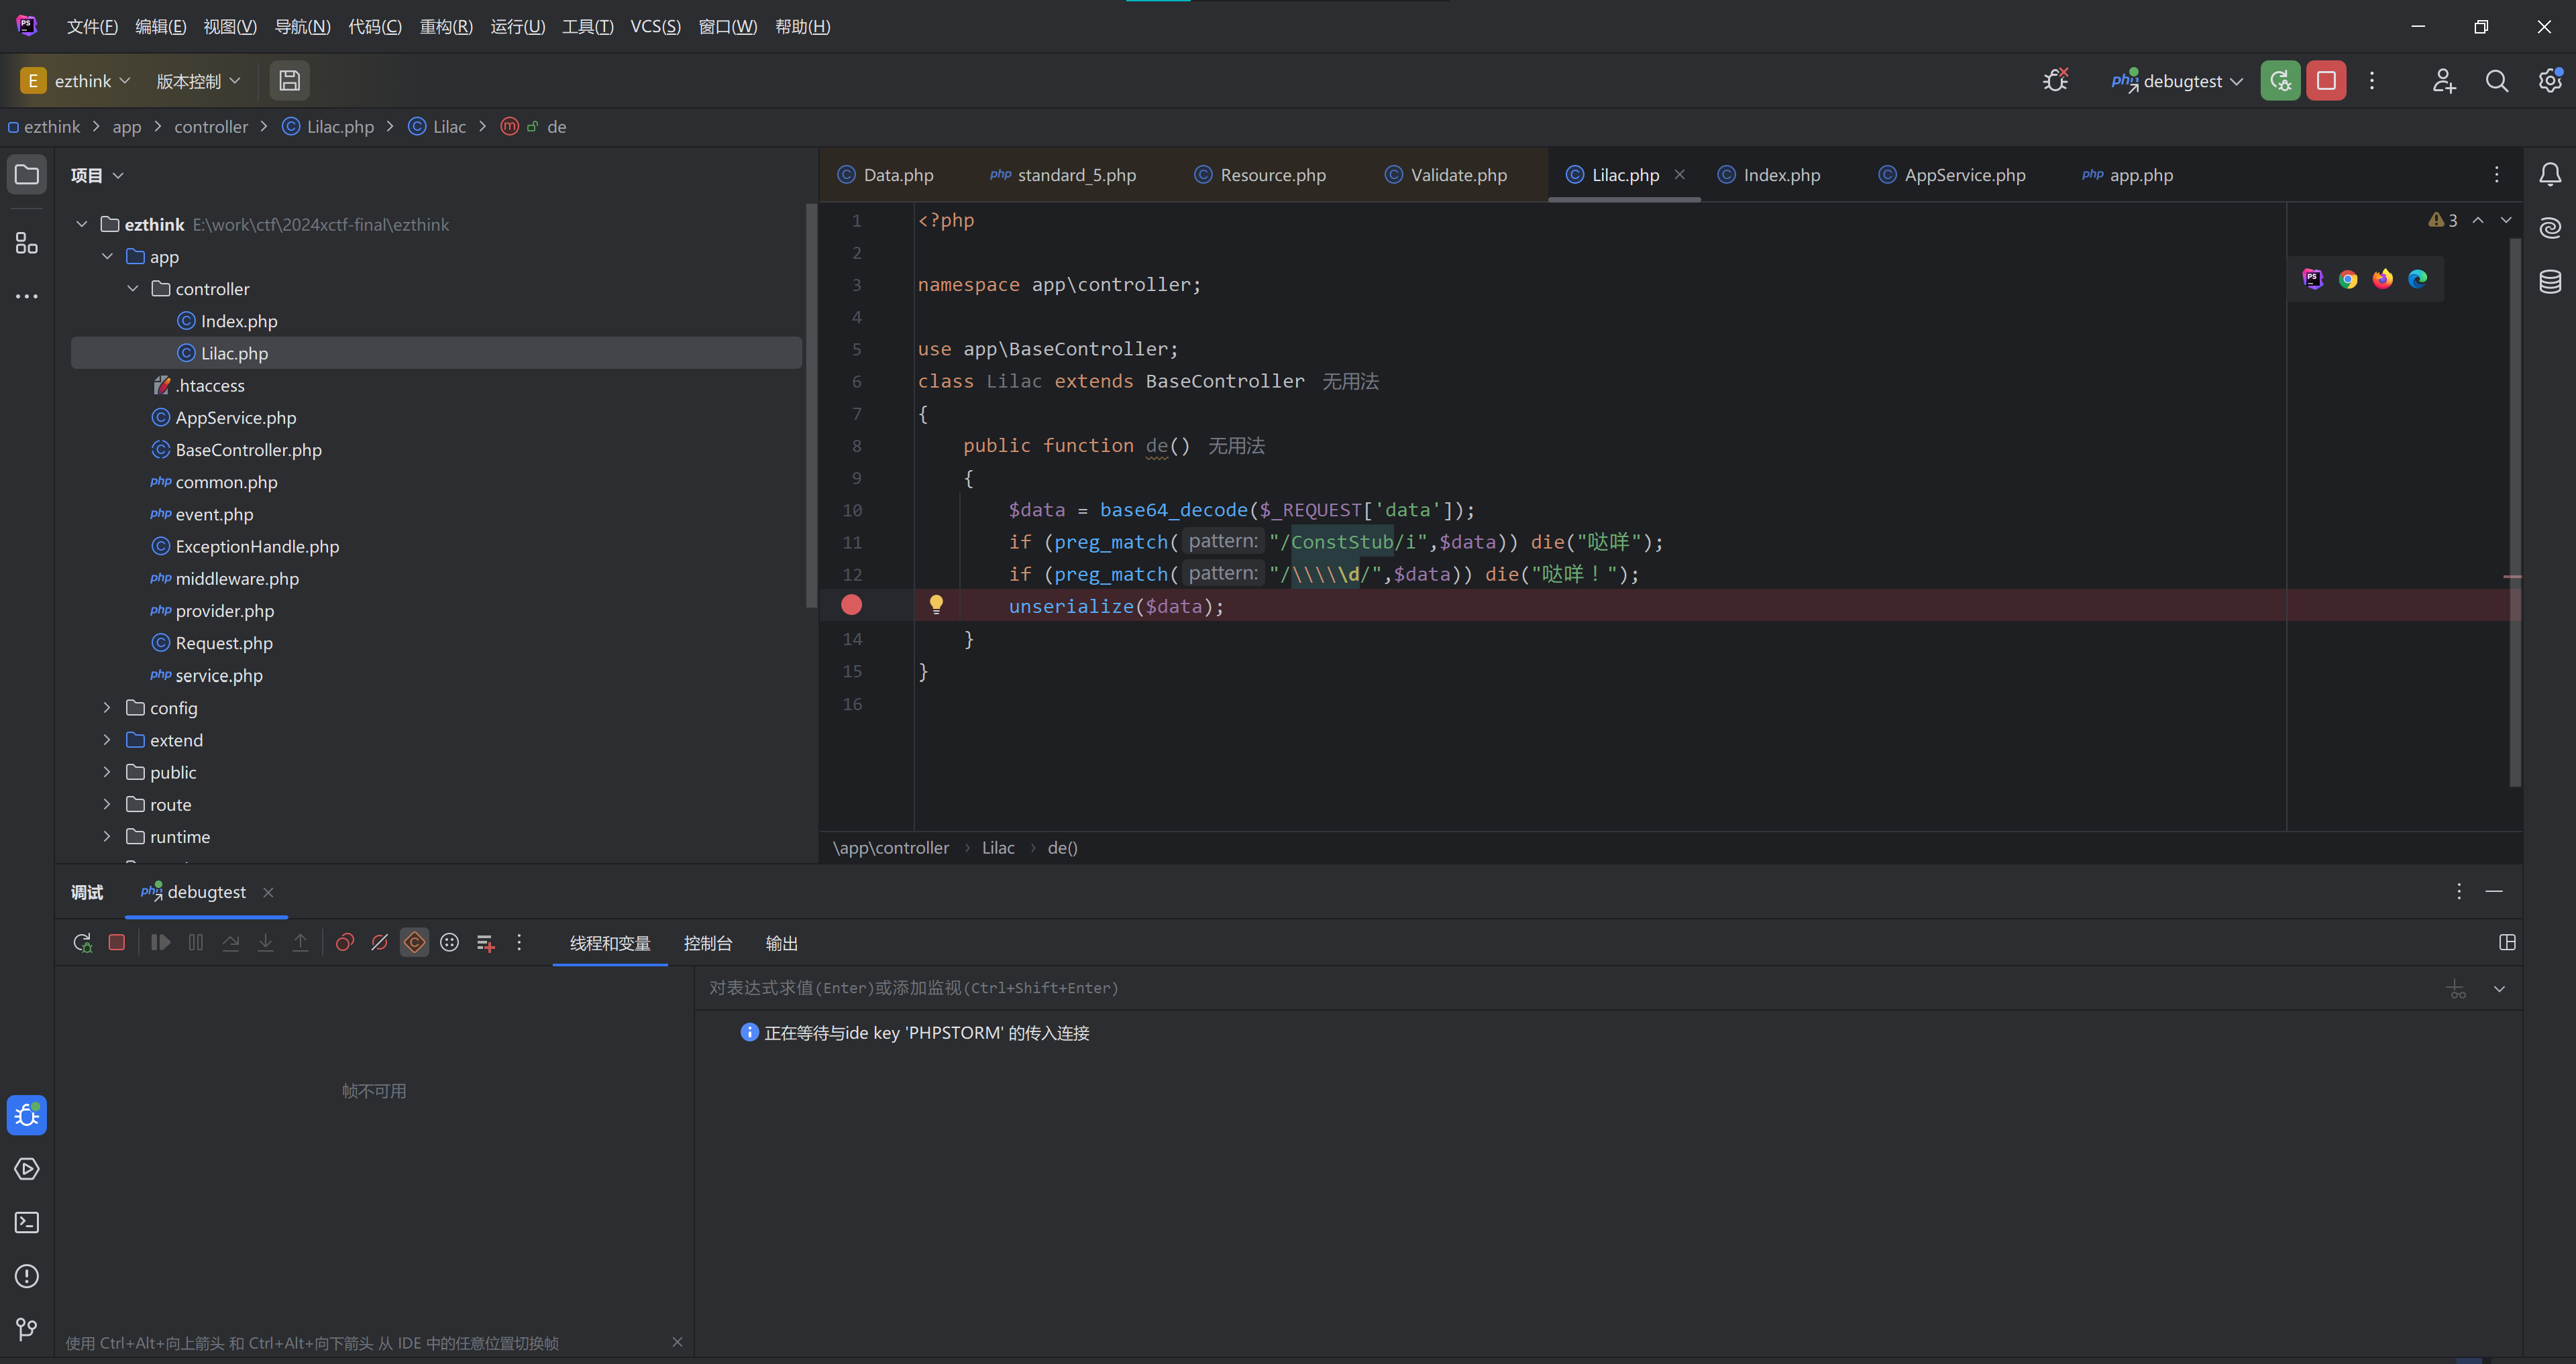 文件(F) 编辑(E) 视图(V) 导航(N) 代码(C) 重构(R) 运行(U) 工具(T) VCS(S) 窗口(W) 帮助(H)
E ezthink 版本控制 debugtest
ezthink > app > controller > Lilac.php > Lilac > m de
项目
Data.php standard_5.php Resource.php Validate.php Lilac.php Index.php AppService.php app.php
ezthink E:\work\ctf\2024xctf-final\ezthink
app
controller
Index.php
Lilac.php
.htaccess
AppService.php
BaseController.php
common.php
event.php
ExceptionHandle.php
middleware.php
provider.php
Request.php
service.php
config
extend
public
route
runtime
3
1 <?php
2
3 namespace app\controller;
4
5 use app\BaseController;
6 class Lilac extends BaseController 无用法
7 {
8 public function de() 无用法
9 {
10 $data = base64_decode($_REQUEST['data']);
11 if (preg_match( pattern: "/ConstStub/i",$data)) die("哒咩");
12 if (preg_match( pattern: "/\\\\\d/",$data)) die("哒咩！");
unserialize($data);
14 }
15 }
16
\app\controller > Lilac > de()
调试 debugtest
线程和变量 控制台 输出
对表达式求值(Enter)或添加监视(Ctrl+Shift+Enter)
正在等待与ide key 'PHPSTORM' 的传入连接
帧不可用
使用 Ctrl+Alt+向上箭头 和 Ctrl+Alt+向下箭头 从 IDE 中的任意位置切换帧